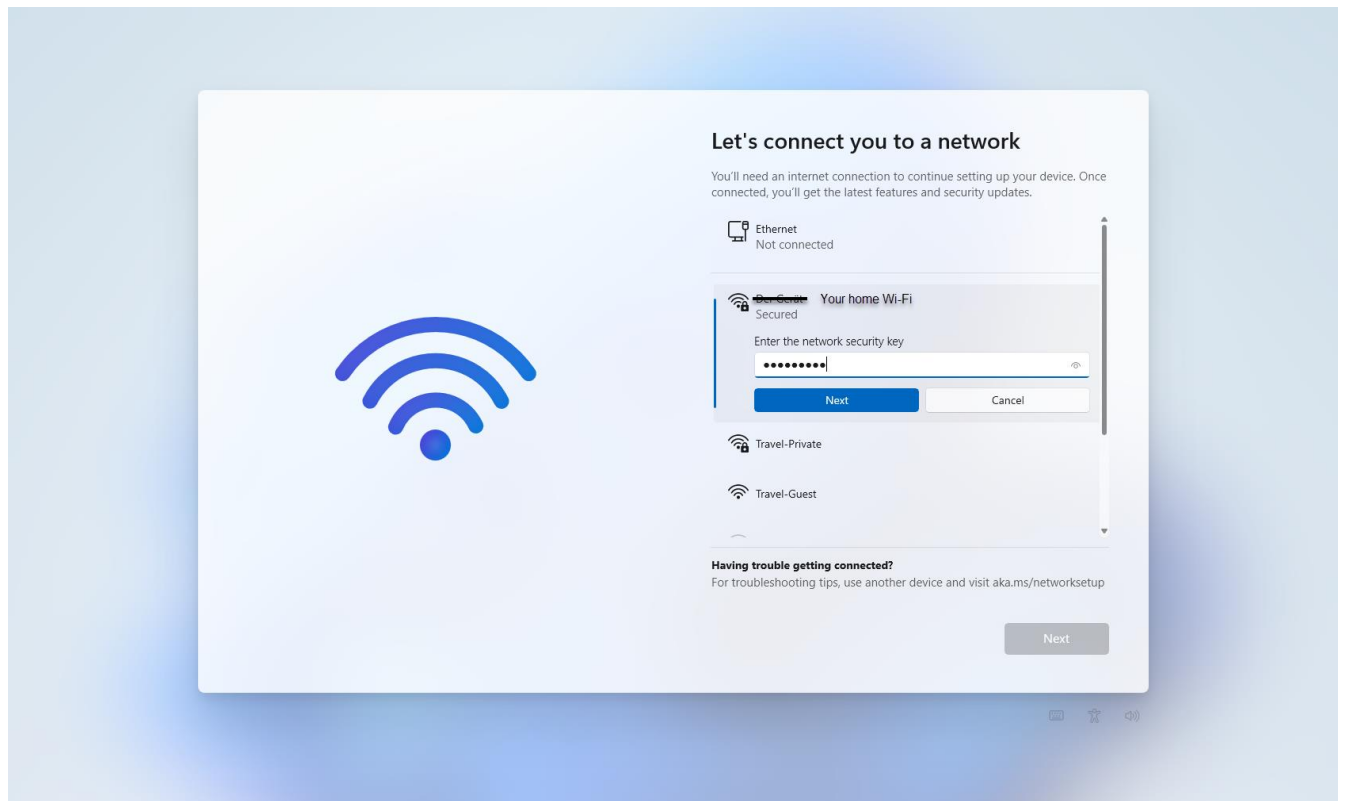 Let's connect you to a network
You'll need an internet connection to continue setting up your device. Once
connected, you'll get the latest features and security updates.
Ethernet
Not connected
Your home Wi-Fi
Secured
Enter the network security key
Next
Cancel
Travel-Private
Travel-Guest
Having trouble getting connected?
For troubleshooting tips, use another device and visit aka.ms/networksetup
Next